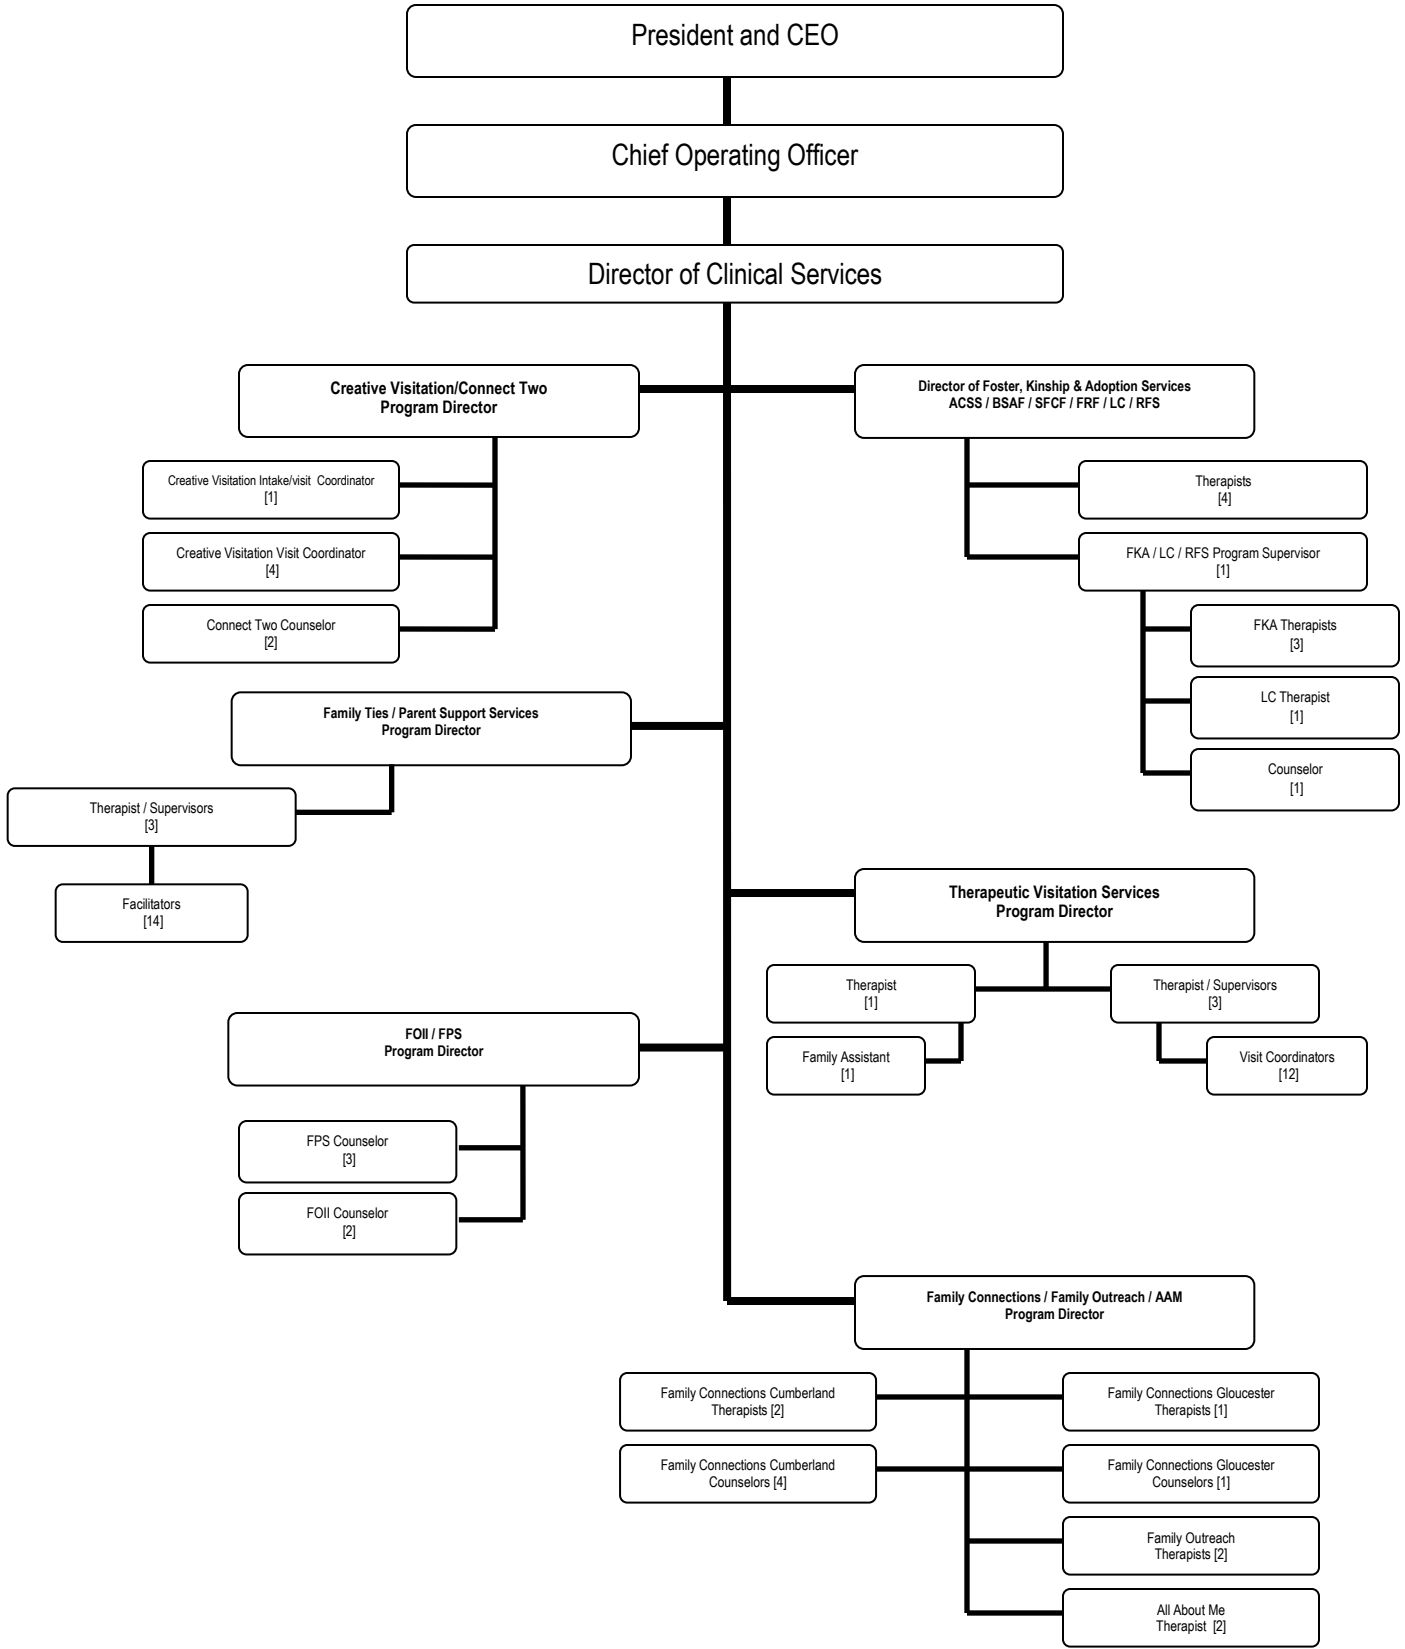 President and CEO
Chief Operating Officer
Director of Clinical Services
Creative Visitation/Connect Two
Program Director
Creative Visitation Intake/visit Coordinator
[1]
Creative Visitation Visit Coordinator
[4]
Connect Two Counselor
[2]
Director of Foster, Kinship & Adoption Services
ACSS / BSAF / SFCF / FRF / LC / RFS
Therapists
[4]
FKA / LC / RFS Program Supervisor
[1]
FKA Therapists
[3]
LC Therapist
[1]
Counselor
[1]
Family Ties / Parent Support Services
Program Director
Therapist / Supervisors
[3]
Facilitators
[14]
Therapeutic Visitation Services
Program Director
Therapist
[1]
Family Assistant
[1]
Therapist / Supervisors
[3]
Visit Coordinators
[12]
FOII / FPS
Program Director
FPS Counselor
[3]
FOII Counselor
[2]
Family Connections / Family Outreach / AAM
Program Director
Family Connections Cumberland
Therapists [2]
Family Connections Cumberland
Counselors [4]
Family Connections Gloucester
Therapists [1]
Family Connections Gloucester
Counselors [1]
Family Outreach
Therapists [2]
All About Me
Therapist [2]